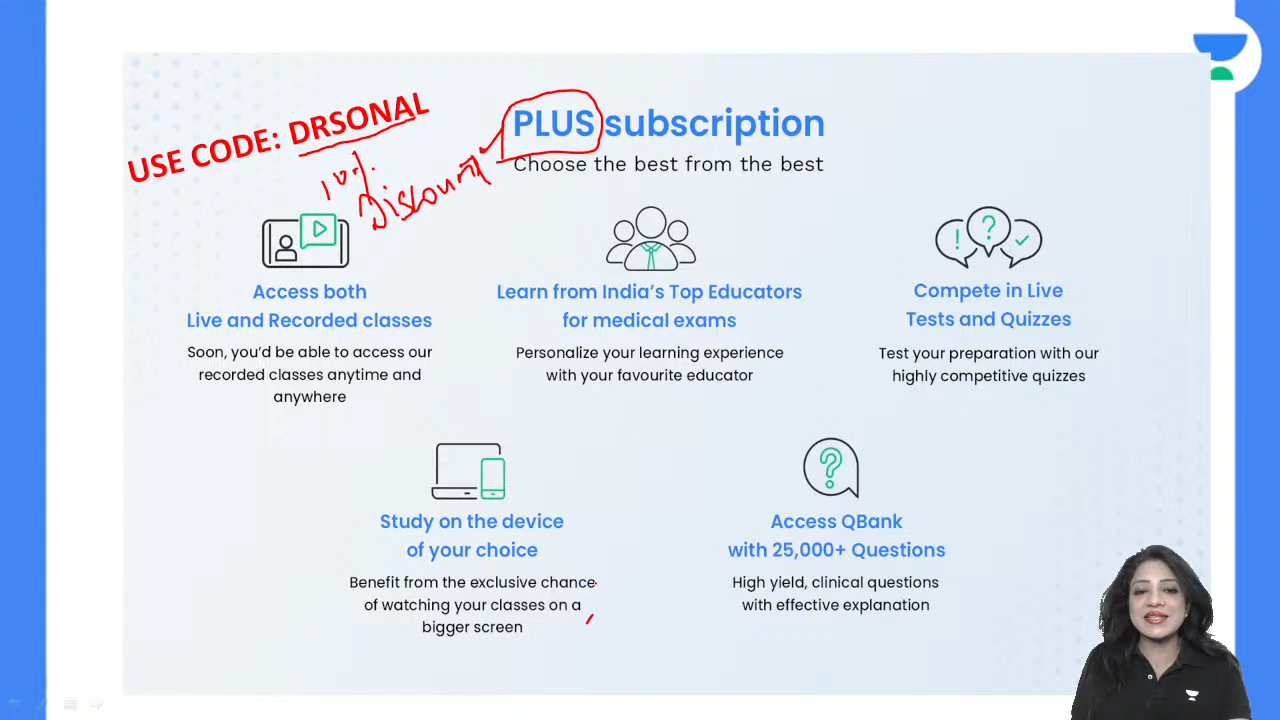 USE CODE: DRSONAL
10%
Discount
PLUS subscription
Choose the best from the best
Access both
Live and Recorded classes
Soon, you'd be able to access our
recorded classes anytime and
anywhere
Learn from India's Top Educators
for medical exams
Personalize your learning experience
with your favourite educator
Compete in Live
Tests and Quizzes
Test your preparation with our
highly competitive quizzes
Study on the device
of your choice
Benefit from the exclusive chance
of watching your classes on a
bigger screen
Access QBank
with 25,000+ Questions
High yield, clinical questions
with effective explanation